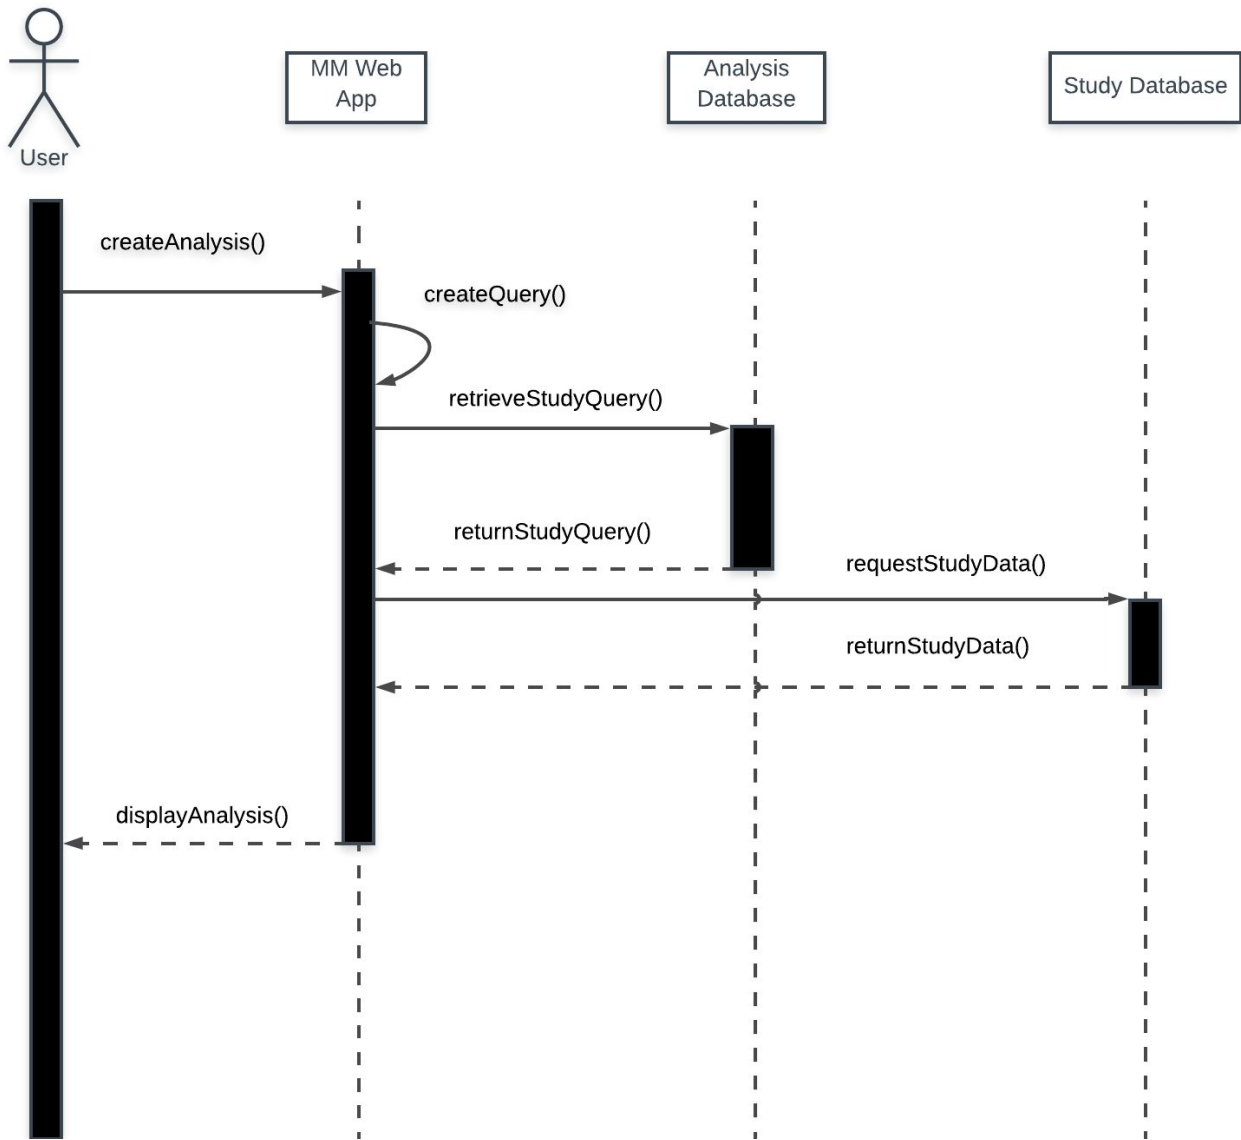 MM Web
App
Analysis
Database
Study Database
User
createAnalysis()
createQuery()
retrieveStudyQuery()
returnStudyQuery()
requestStudyData()
returnStudyData()
displayAnalysis()